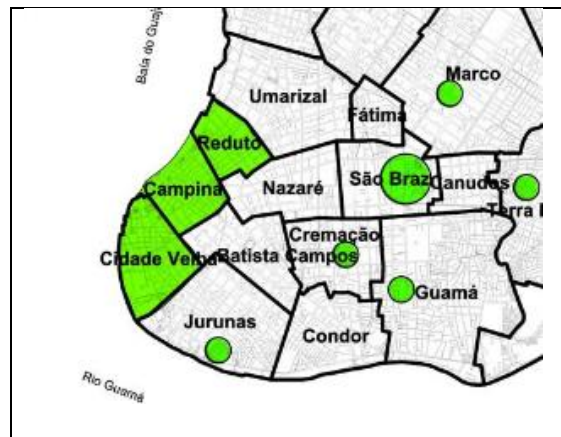 Baía do Guaj
Marco
Umarizal
Fátima
Reduto
São Braz
Canudos
Campina
Nazaré
Terra
Cremação
Cidade Velha
Batista Campos
Guamá
Jurunas
Condor
Rio Guamá